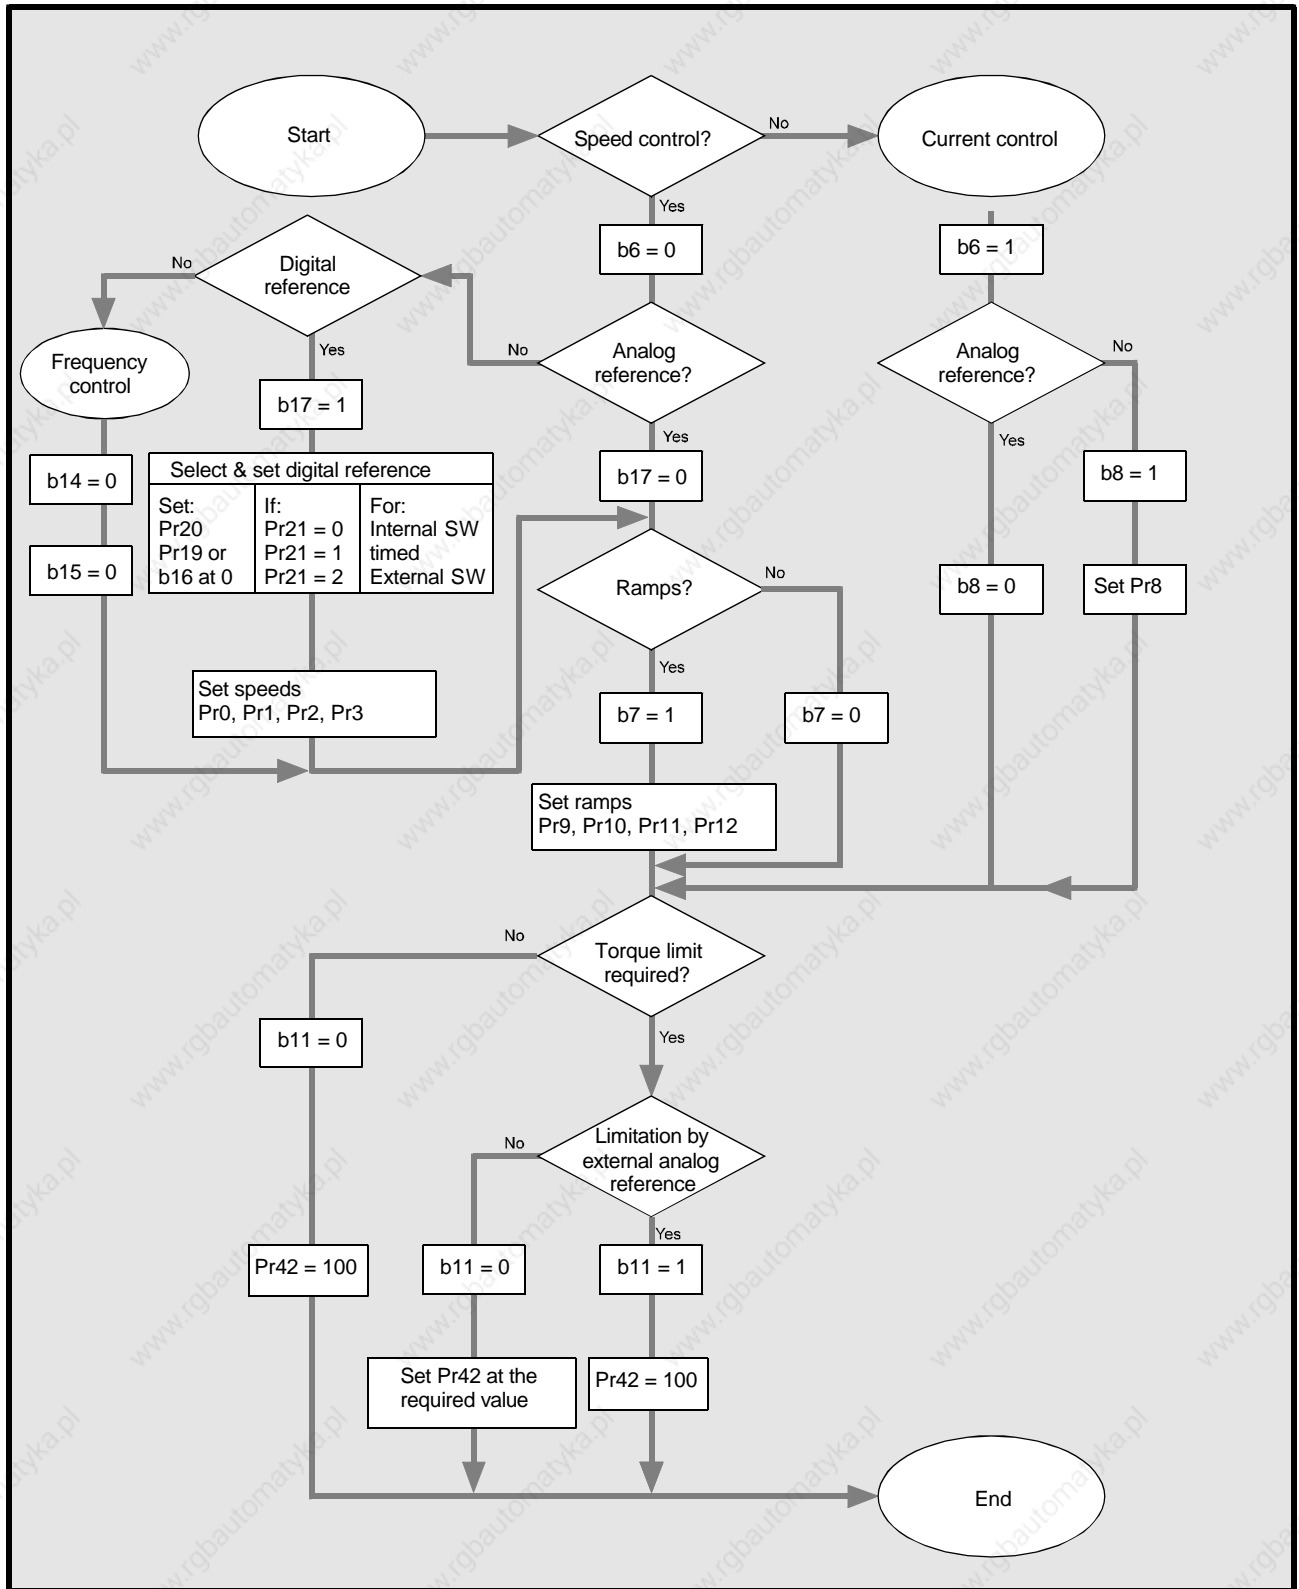 Start
Speed control?
No
Current control
Yes
b6 = 0
b6 = 1
No
Digital
reference
Yes
b17 = 1
Frequency
control
No
Analog
reference?
Yes
b17 = 0
Analog
reference?
No
Yes
b8 = 1
b14 = 0
b15 = 0
Select & set digital reference
Set:
Pr20
Pr19 or
b16 at 0
If:
Pr21 = 0
Pr21 = 1
Pr21 = 2
For:
Internal SW
timed
External SW
Ramps?
No
Yes
b8 = 0
Set Pr8
Set speeds
Pr0, Pr1, Pr2, Pr3
b7 = 1
b7 = 0
Set ramps
Pr9, Pr10, Pr11, Pr12
No
Torque limit
required?
Yes
b11 = 0
No
Limitation by
external analog
reference
Yes
Pr42 = 100
b11 = 0
b11 = 1
Set Pr42 at the
required value
Pr42 = 100
End
www.rgbautomatyka.pl